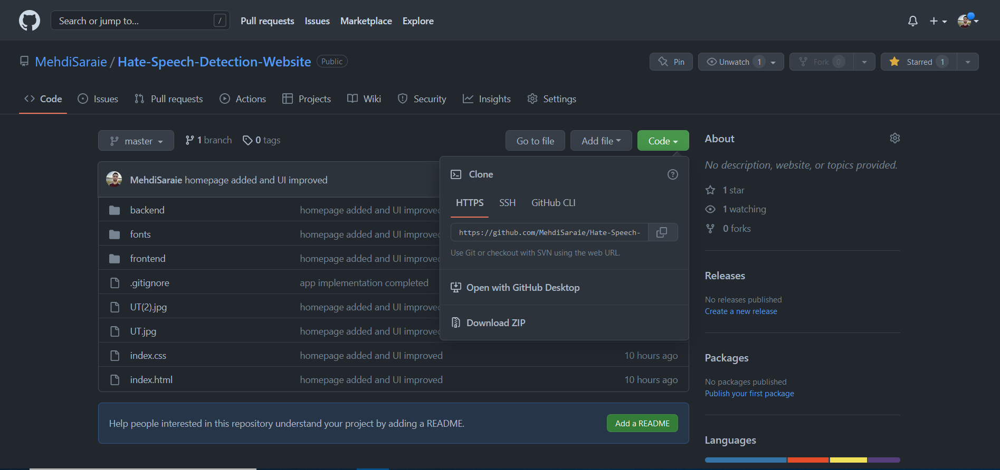 Search or jump to... /
Pull requests Issues Marketplace Explore
MehdiSaraie / Hate-Speech-Detection-Website Public
Pin
Unwatch 1
Fork 0
Starred 1
Code
Issues
Pull requests
Actions
Projects
Wiki
Security
Insights
Settings
master
1 branch
0 tags
Go to file
Add file
Code
MehdiSaraie homepage added and UI improved
backend homepage added and UI improved
fonts homepage added and UI improved
frontend homepage added and UI improved
.gitignore app implementation completed
UT(2).jpg homepage added and UI improved
UT.jpg homepage added and UI improved
index.css homepage added and UI improved 10 hours ago
index.html homepage added and UI improved 10 hours ago
Clone
HTTPS SSH GitHub CLI
https://github.com/MehdiSaraie/Hate-Speech-
Use Git or checkout with SVN using the web URL.
Open with GitHub Desktop
Download ZIP
Help people interested in this repository understand your project by adding a README.
Add a README
About
No description, website, or topics provided.
1 star
1 watching
0 forks
Releases
No releases published
Create a new release
Packages
No packages published
Publish your first package
Languages